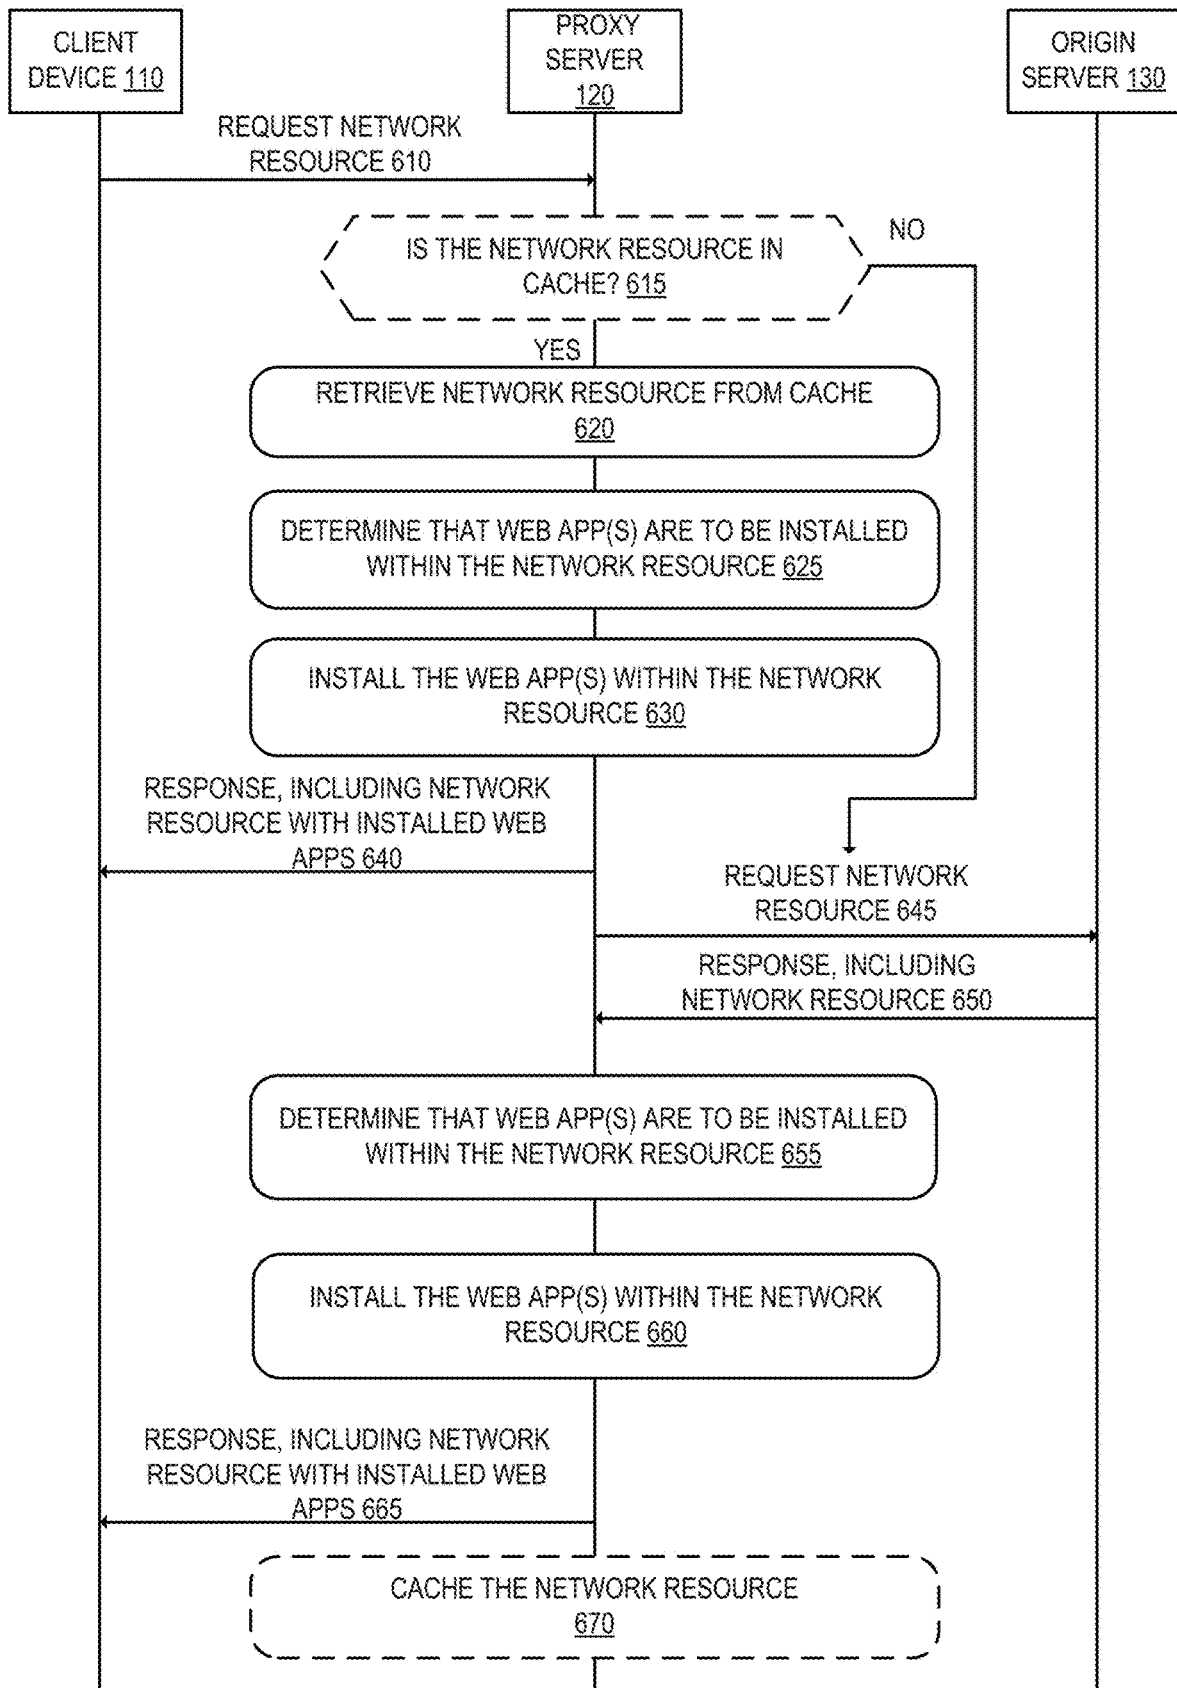 CLIENT
DEVICE 110
PROXY
SERVER
120
ORIGIN
SERVER 130
REQUEST NETWORK
RESOURCE 610
IS THE NETWORK RESOURCE IN
CACHE? 615
NO
YES
RETRIEVE NETWORK RESOURCE FROM CACHE
620
DETERMINE THAT WEB APP(S) ARE TO BE INSTALLED
WITHIN THE NETWORK RESOURCE 625
INSTALL THE WEB APP(S) WITHIN THE NETWORK
RESOURCE 630
RESPONSE, INCLUDING NETWORK
RESOURCE WITH INSTALLED WEB
APPS 640
REQUEST NETWORK
RESOURCE 645
RESPONSE, INCLUDING
NETWORK RESOURCE 650
DETERMINE THAT WEB APP(S) ARE TO BE INSTALLED
WITHIN THE NETWORK RESOURCE 655
INSTALL THE WEB APP(S) WITHIN THE NETWORK
RESOURCE 660
RESPONSE, INCLUDING NETWORK
RESOURCE WITH INSTALLED WEB
APPS 665
CACHE THE NETWORK RESOURCE
670